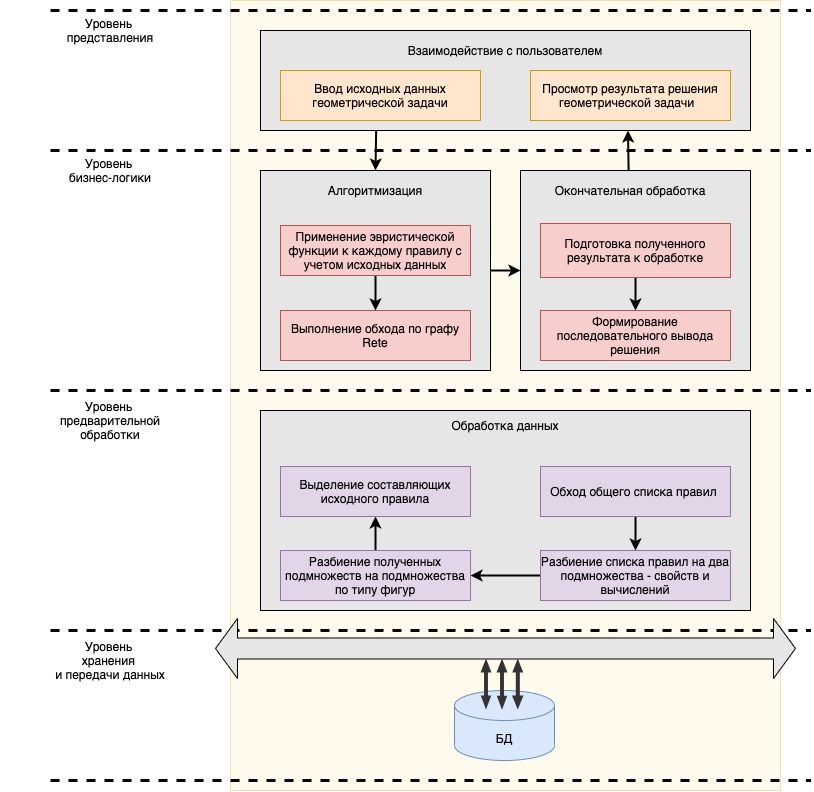 Уровень
представления
Взаимодействие с пользователем
Ввод исходных данных
геометрической задачи
Просмотр результата решения
геометрической задачи
Уровень
бизнес-логики
Алгоритмизация
Применение эвристической
функции к каждому правилу с
учетом исходных данных
Выполнение обхода по графу
Rete
Окончательная обработка
Подготовка полученного
результата к обработке
Формирование
последовательного вывода
решения
Уровень
предварительной
обработки
Обработка данных
Выделение составляющих
исходного правила
Обход общего списка правил
Разбиение полученных
подмножеств на подмножества
по типу фигур
Разбиение списка правил на два
подмножества - свойств и
вычислений
Уровень
хранения
и передачи данных
БД